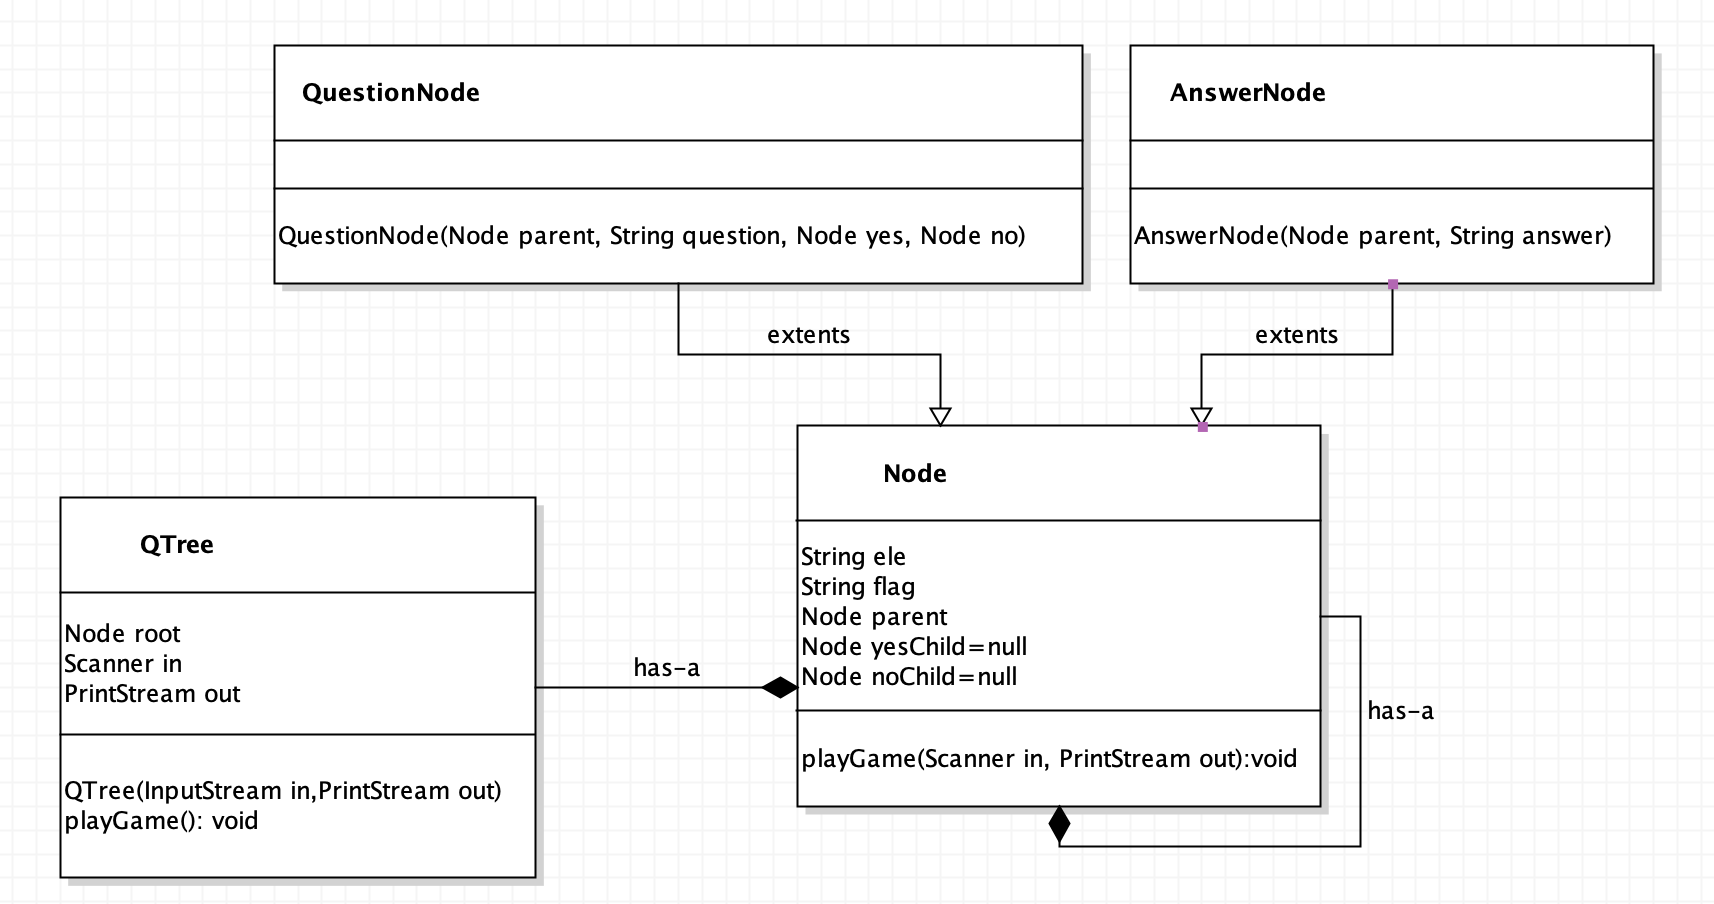 QuestionNode
QuestionNode(Node parent, String question, Node yes, Node no)
AnswerNode
AnswerNode(Node parent, String answer)
extents
extents
Node
String ele
String flag
Node parent
Node yesChild=null
Node noChild=null
playGame(Scanner in, PrintStream out):void
has-a
QTree
Node root
Scanner in
PrintStream out
QTree(InputStream in,PrintStream out)
playGame(): void
has-a